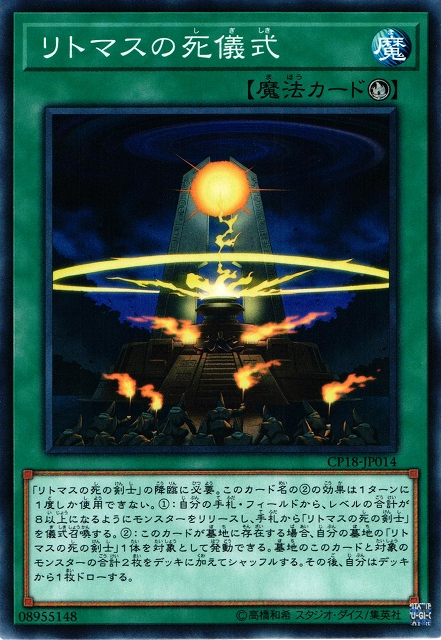 リトマスの死儀式
魔
【魔法カード】
CP18-JP014
「リトマスの死の剣士」の降臨に必要。このカード名の②の効果は1ターンに
1度しか使用できない。①:自分の手札・フィールドから、レベルの合計が
8以上になるようにモンスターをリリースし、手札から「リトマスの死の剣士」
を儀式召喚する。②:このカードが墓地に存在する場合、自分の墓地の「リト
マスの死の剣士」1体を対象として発動できる。墓地のこのカードと対象の
モンスターの合計2枚をデッキに加えてシャッフルする。その後、自分はデッキ
から1枚ドローする。
08955148
©高橋和希 スタジオ・ダイス/集英社